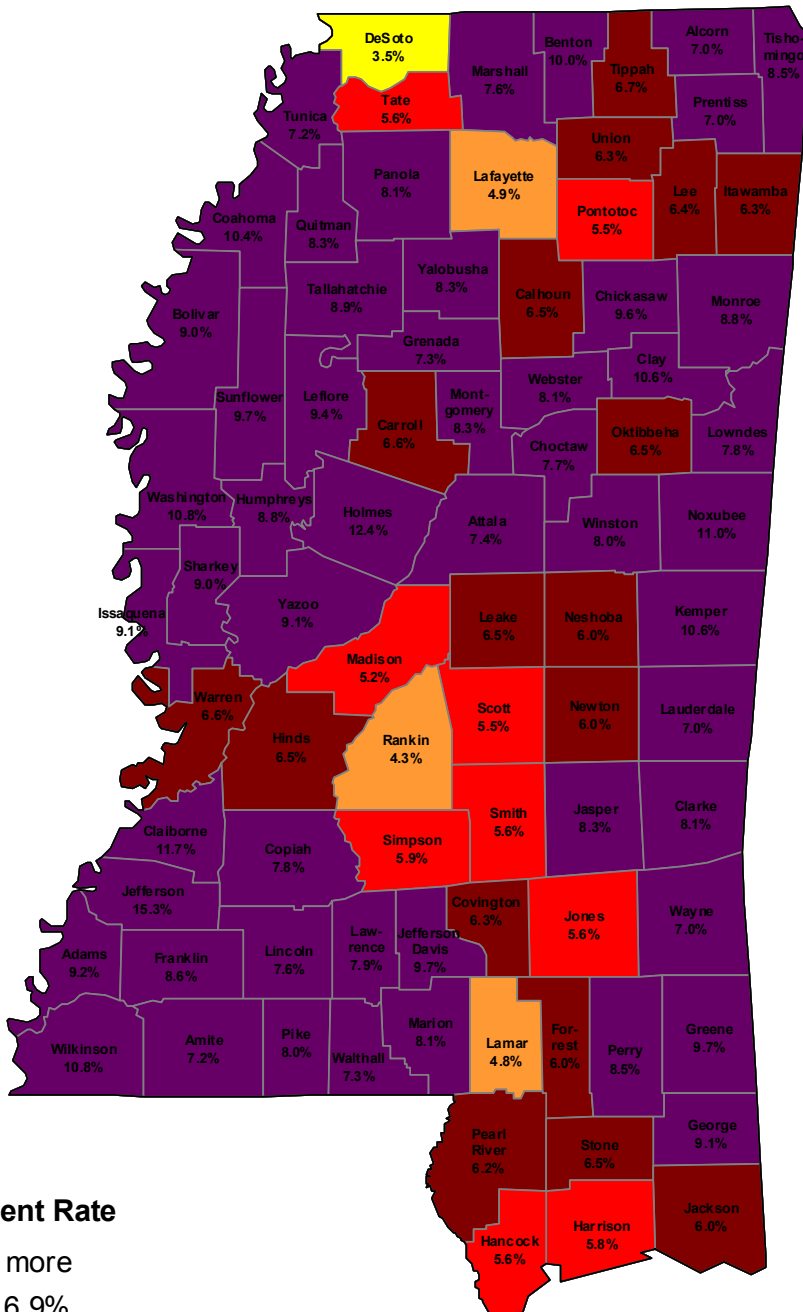 DeSoto
3.5%
Marshall
7.6%
Benton
10.0%
Tippah
6.7%
Alcorn
7.0%
Tisho-
mingo
8.5%
Prentiss
7.0%
Tunica
7.2%
Tate
5.6%
Union
6.3%
Panola
8.1%
Lafayette
4.9%
Pontotoc
5.5%
Lee
6.4%
Itawamba
6.3%
Coahoma
10.4%
Quitman
8.3%
Tallahatchie
8.9%
Yalobusha
8.3%
Calhoun
6.5%
Chickasaw
9.6%
Monroe
8.8%
Bolivar
9.0%
Grenada
7.3%
Clay
10.6%
Sunflower
9.7%
Leflore
9.4%
Carroll
6.6%
Mont-
gomery
8.3%
Webster
8.1%
Choctaw
7.7%
Oktibbeha
6.5%
Lowndes
7.8%
Washington
10.8%
Humphreys
8.8%
Holmes
12.4%
Attala
7.4%
Winston
8.0%
Noxubee
11.0%
Sharkey
9.0%
Issaquena
9.1%
Yazoo
9.1%
Leake
6.5%
Neshoba
6.0%
Kemper
10.6%
Madison
5.2%
Warren
6.6%
Hinds
6.5%
Rankin
4.3%
Scott
5.5%
Newton
6.0%
Lauderdale
7.0%
Claiborne
11.7%
Copiah
7.8%
Simpson
5.9%
Smith
5.6%
Jasper
8.3%
Clarke
8.1%
Jefferson
15.3%
Covington
6.3%
Jones
5.6%
Wayne
7.0%
Adams
9.2%
Franklin
8.6%
Lincoln
7.6%
Law-
rence
7.9%
Jefferson
Davis
9.7%
Wilkinson
10.8%
Amite
7.2%
Pike
8.0%
Walthall
7.3%
Marion
8.1%
Lamar
4.8%
For-
rest
6.0%
Perry
8.5%
Greene
9.7%
Pearl
River
6.2%
Stone
6.5%
George
9.1%
Hancock
5.6%
Harrison
5.8%
Jackson
6.0%
ent Rate
more
6.9%